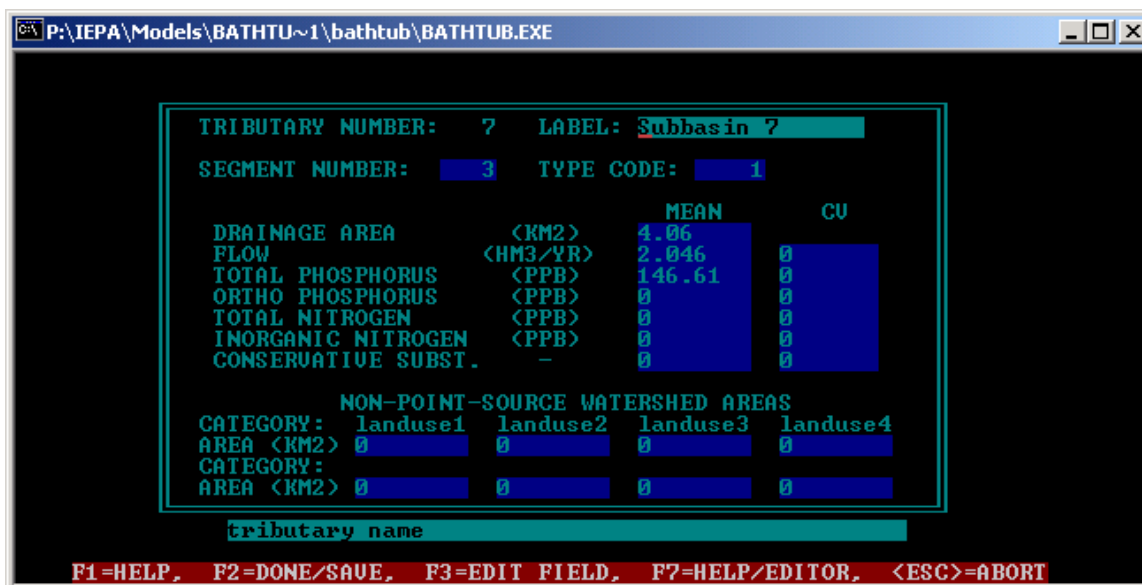 P:\IEPA\Models\BATHTU~1\bathtub\BATHTUB.EXE
TRIBUTARY NUMBER: 7 LABEL: Subbasin 7
SEGMENT NUMBER: 3 TYPE CODE: 1
MEAN CV
DRAINAGE AREA (KM2) 4.06
FLOW (HM3/YR) 2.046 0
TOTAL PHOSPHORUS (PPB) 146.61 0
ORTHO PHOSPHORUS (PPB) 0 0
TOTAL NITROGEN (PPB) 0 0
INORGANIC NITROGEN (PPB) 0 0
CONSERVATIVE SUBST. - 0 0
NON-POINT-SOURCE WATERSHED AREAS
CATEGORY: landuse1 landuse2 landuse3 landuse4
AREA (KM2) 0 0 0 0
CATEGORY:
AREA (KM2) 0 0 0 0
tributary name
F1=HELP, F2=DONE/SAVE, F3=EDIT FIELD, F7=HELP/EDITOR, <ESC>=ABORT